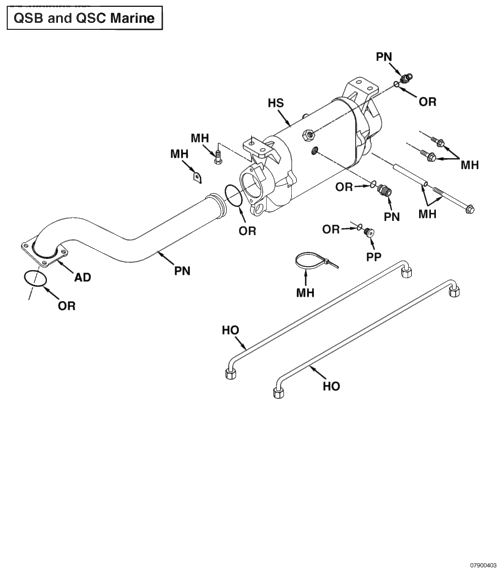 QSB and QSC Marine
PN
OR
HS
MH
MH
MH
OR
PN
MH
OR
OR
PP
AD
PN
MH
OR
HO
HO
07900403